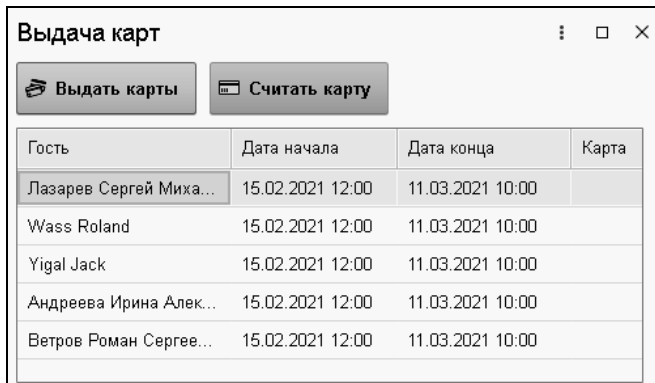 Выдача карт
Выдать карты Считать карту
Гость Дата начала Дата конца Карта
Лазарев Сергей Миха... 15.02.2021 12:00 11.03.2021 10:00
Wass Roland 15.02.2021 12:00 11.03.2021 10:00
Yigal Jack 15.02.2021 12:00 11.03.2021 10:00
Андреева Ирина Алек... 15.02.2021 12:00 11.03.2021 10:00
Ветров Роман Сергее... 15.02.2021 12:00 11.03.2021 10:00